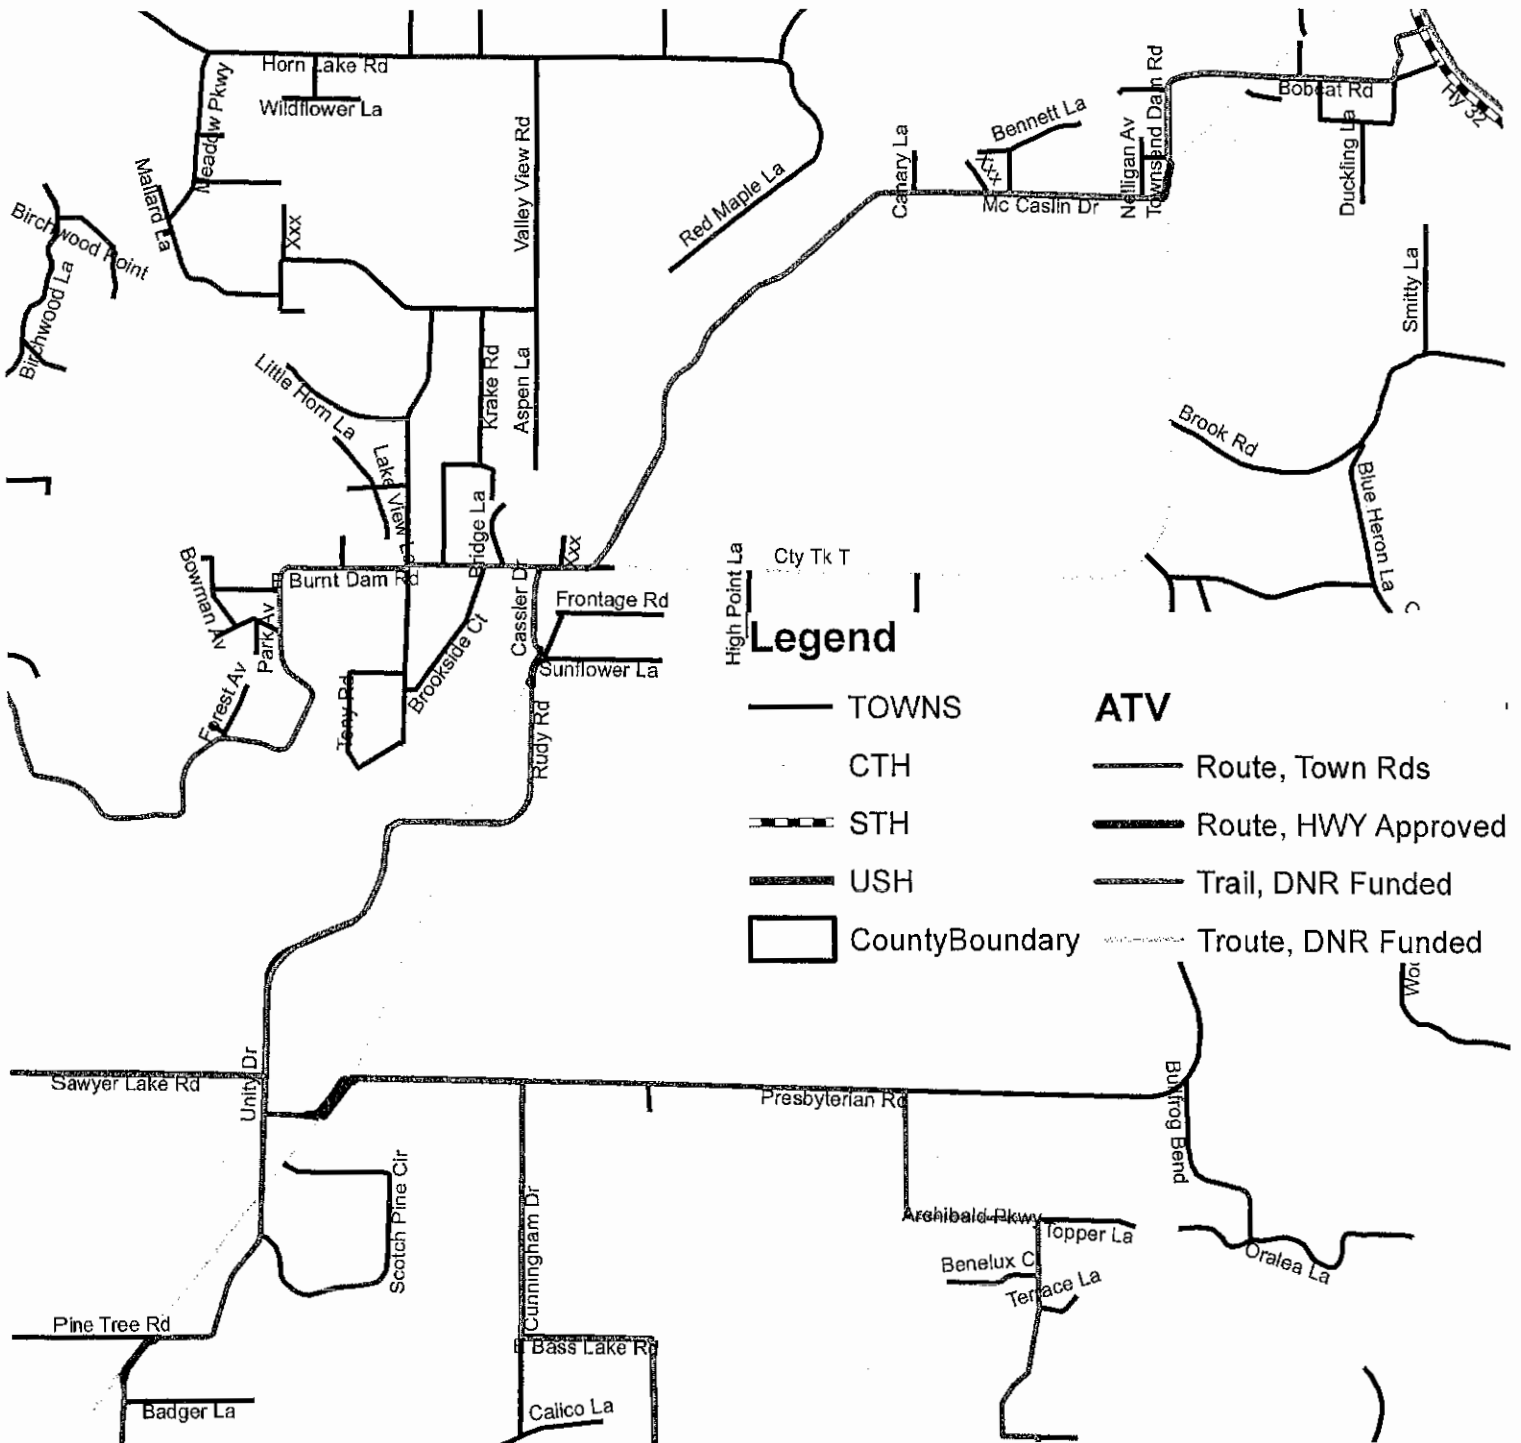 Horn Lake Rd
Wildflower La
Meadow Pkwy
Mallard La
Birchwood Point
Birchwood La
Xxx
Valley View Rd
Red Maple La
Canary La
Xxx
Bennett La
Mc Caslin Dr
Nelligan Av
Townsend Dam Rd
Bobcat Rd
Hy 32
Duckling La
Smitty La
Brook Rd
Blue Heron La
C
Little Horn La
Krake Rd
Aspen La
Lake View La
Bridge La
Xxx
Cty Tk T
High Point La
Bowman Av
Burnt Dam Rd
Park Av
Forest Av
Brookside Ct
Cassler Dr
Frontage Rd
Sunflower La
Rudy Rd
Legend
TOWNS
CTH
STH
USH
CountyBoundary
ATV
Route, Town Rds
Route, HWY Approved
Trail, DNR Funded
Troute, DNR Funded
Woo
Sawyer Lake Rd
Unity Dr
Presbyterian Rd
Bullfrog Bend
Scotch Pine Cir
Cunningham Dr
Archibald Pkwy
Topper La
Benelux C
Terrace La
Oralea La
Pine Tree Rd
Badger La
E Bass Lake Rd
Calico La